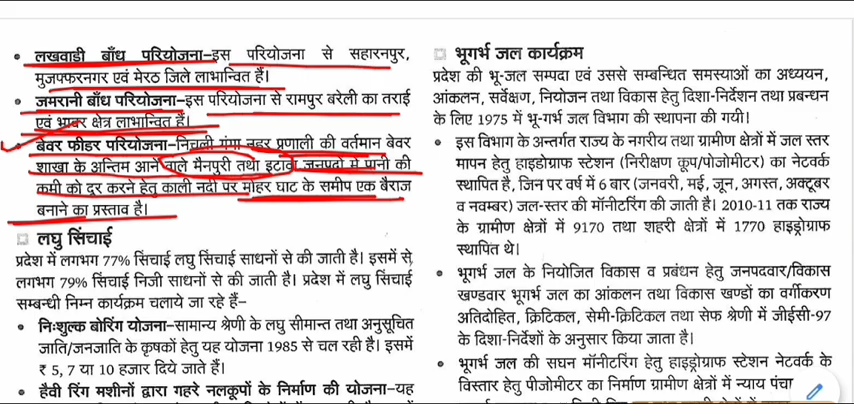 • लखवाडी बाँध परियोजना–इस परियोजना से सहारनपुर,
मुजफ्फरनगर एवं मेरठ जिले लाभान्वित हैं।
• जमरानी बाँध परियोजना–इस परियोजना से रामपुर बरेली का तराई
एवं भाबर क्षेत्र लाभान्वित है।
बेवर फीडर परियोजना–निचली गंगा नहर प्रणाली की वर्तमान बेवर
शाखा के अन्तिम आने वाले मैनपुरी तथा इटावा जनपदो में पानी की
कमी को दूर करने हेतु काली नदी पर मोहर घाट के समीप एक बैराज
बनाने का प्रस्ताव है।
लघु सिंचाई
प्रदेश में लगभग 77% सिंचाई लघु सिंचाई साधनों से की जाती है। इसमें से
लगभग 79% सिंचाई निजी साधनों से की जाती है। प्रदेश में लघु सिंचाई
सम्बन्धी निम्न कार्यक्रम चलाये जा रहे हैं–
• निःशुल्क बोरिंग योजना–सामान्य श्रेणी के लघु सीमान्त तथा अनुसूचित
जाति/जनजाति के कृषकों हेतु यह योजना 1985 से चल रही है। इसमें
₹ 5, 7 या 10 हजार दिये जाते हैं।
• हैवी रिंग मशीनों द्वारा गहरे नलकूपों के निर्माण की योजना–यह
भूगर्भ जल कार्यक्रम
प्रदेश की भू-जल सम्पदा एवं उससे सम्बन्धित समस्याओं का अध्ययन,
आंकलन, सर्वेक्षण, नियोजन तथा विकास हेतु दिशा-निर्देशन तथा प्रबन्धन
के लिए 1975 में भू-गर्भ जल विभाग की स्थापना की गयी।
• इस विभाग के अन्तर्गत राज्य के नगरीय तथा ग्रामीण क्षेत्रों में जल स्तर
मापन हेतु हाइडोग्राफ स्टेशन (निरीक्षण कूप/पोजोमीटर) का नेटवर्क
स्थापित है, जिन पर वर्ष में 6 बार (जनवरी, मई, जून, अगस्त, अक्टूबर
व नवम्बर) जल-स्तर की मॉनीटरिंग की जाती है। 2010-11 तक राज्य
के ग्रामीण क्षेत्रों में 9170 तथा शहरी क्षेत्रों में 1770 हाइड्रोग्राफ
स्थापित थे।
• भूगर्भ जल के नियोजित विकास व प्रबंधन हेतु जनपदवार/विकास
खण्डवार भूगर्भ जल का आंकलन तथा विकास खण्डों का वर्गीकरण
अतिदोहित, क्रिटिकल, सेमी-क्रिटिकल तथा सेफ श्रेणी में जीईसी-97
के दिशा-निर्देशों के अनुसार किया जाता है।
• भूगर्भ जल की सघन मॉनीटरिंग हेतु हाइड्रोग्राफ स्टेशन नेटवर्क के
विस्तार हेतु पीजोमीटर का निर्माण ग्रामीण क्षेत्रों में न्याय पंचा